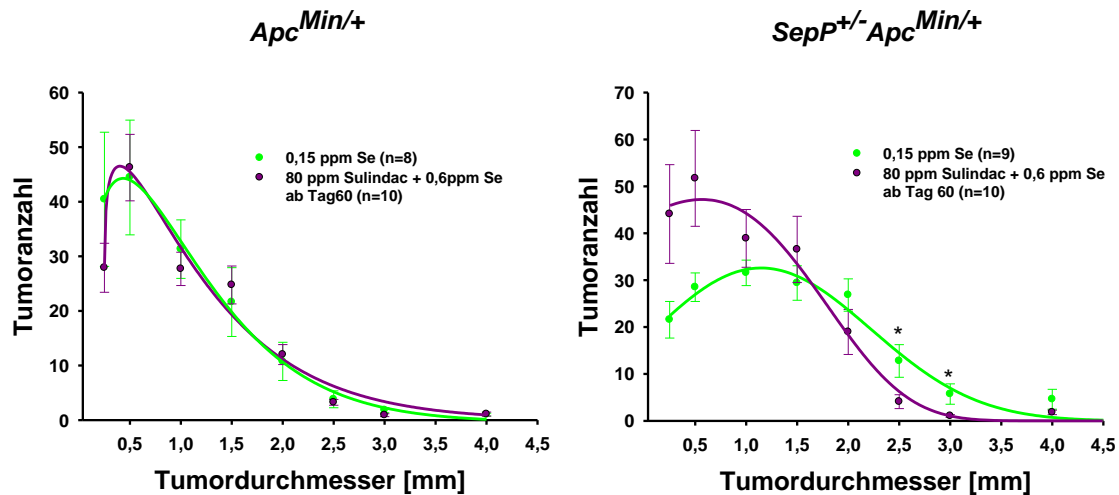 Apc^Min/+
60
50
40
30
20
10
0
Tumoranzahl
0,15 ppm Se (n=8)
80 ppm Sulindac + 0,6ppm Se
ab Tag60 (n=10)
0,5 1,0 1,5 2,0 2,5 3,0 3,5 4,0 4,5
Tumordurchmesser [mm]
SepP^+/-Apc^Min/+
70
60
50
40
30
20
10
0
Tumoranzahl
0,15 ppm Se (n=9)
80 ppm Sulindac + 0,6 ppm Se
ab Tag 60 (n=10)
*
*
0,5 1,0 1,5 2,0 2,5 3,0 3,5 4,0 4,5
Tumordurchmesser [mm]